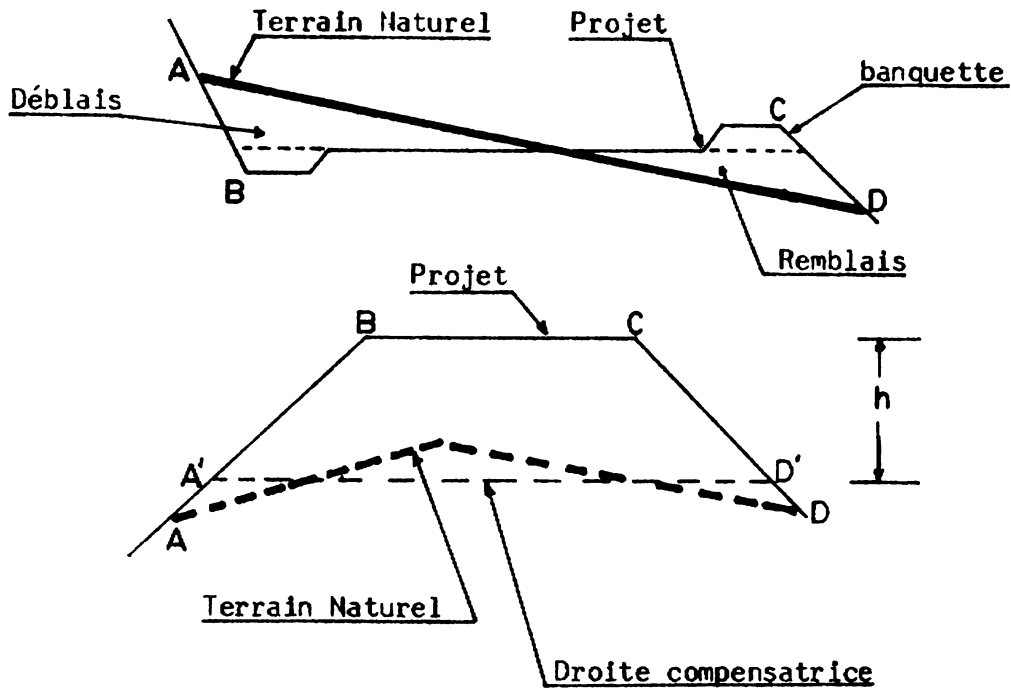 Terrain Naturel
Projet
A
banquette
Déblais
C
B
D
Remblais
Projet
B
C
h
A'
D'
A
D
Terrain Naturel
Droite compensatrice